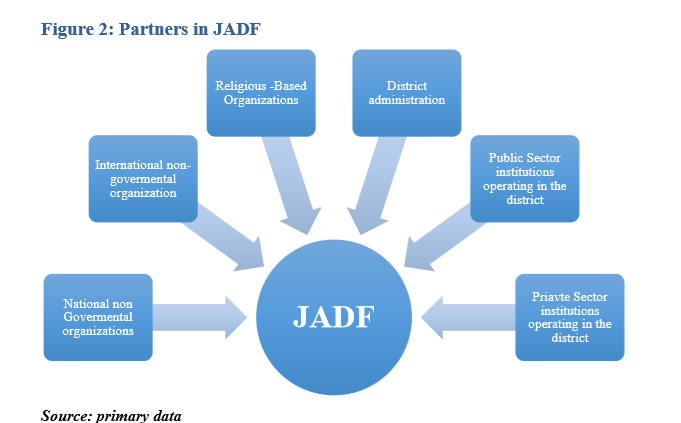 Figure 2: Partners in JADF
Religious -Based
Organizations
District
administration
International non-
govermental
organization
Public Sector
institutions
operating in the
district
National non
Govermental
organizations
JADF
Priavte Sector
institutions
operating in the
district
Source: primary data